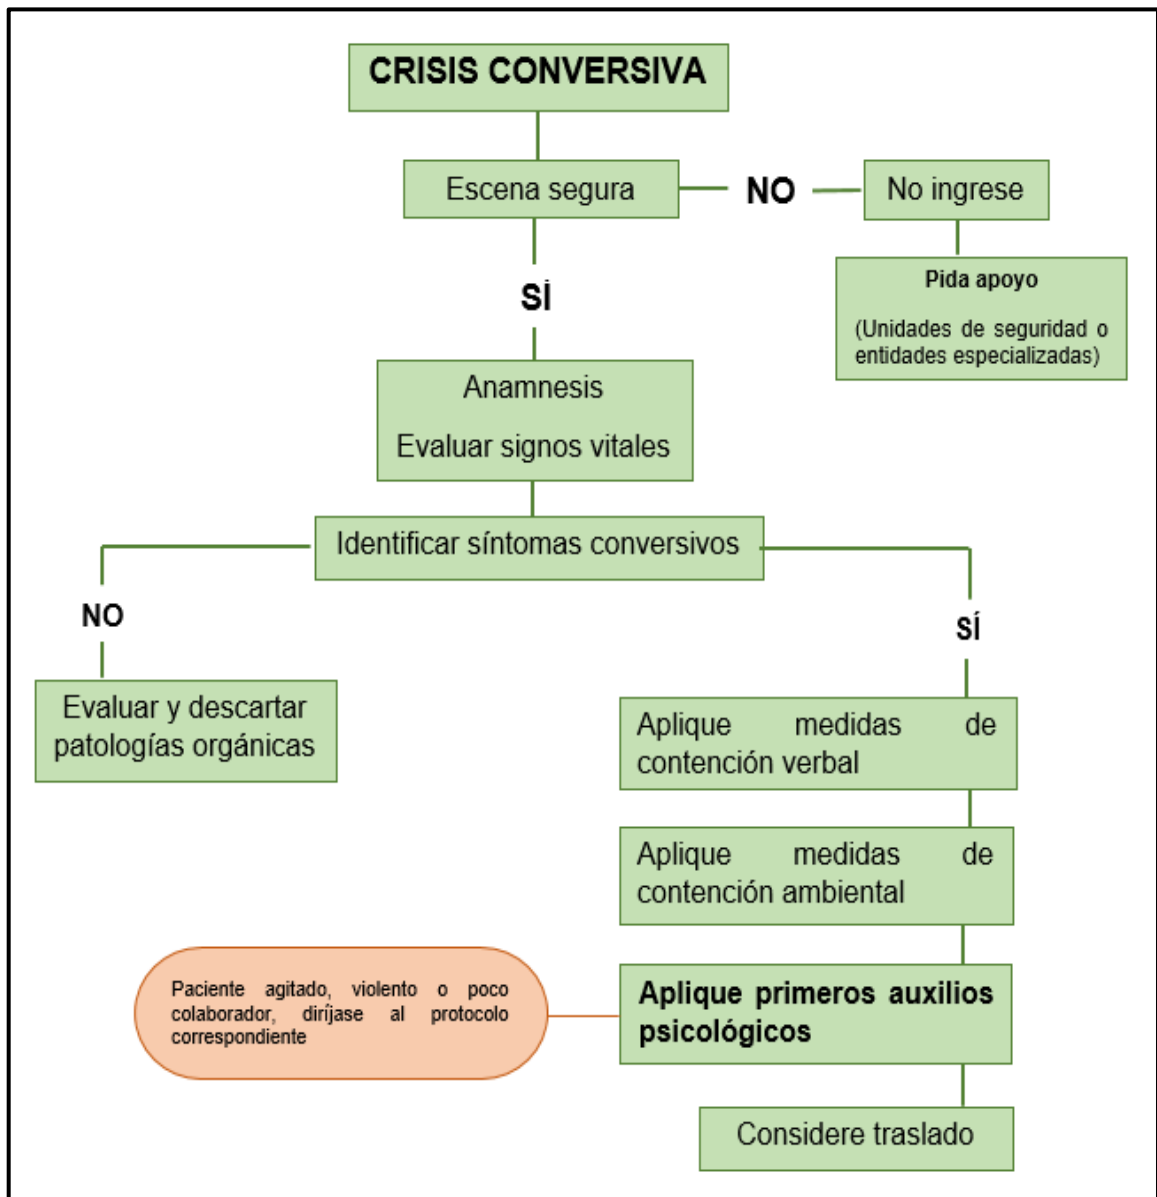 CRISIS CONVERSIVA
Escena segura
NO
No ingrese
Pida apoyo
(Unidades de seguridad o
entidades especializadas)
SÍ
Anamnesis
Evaluar signos vitales
Identificar síntomas conversivos
NO
SÍ
Evaluar y descartar
patologías orgánicas
Aplique medidas de
contención verbal
Aplique medidas de
contención ambiental
Paciente agitado, violento o poco
colaborador, diríjase al protocolo
correspondiente
Aplique primeros auxilios
psicológicos
Considere traslado